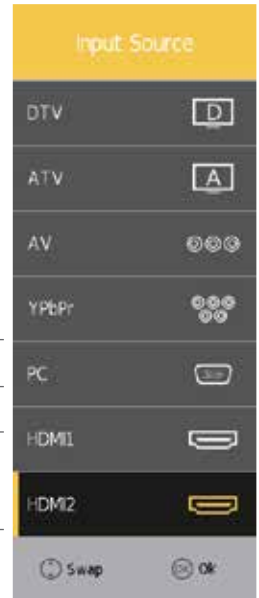 Input Source
DTV D
ATV A
AV
YPbPr
PC
HDMI1
HDMI2
Swap Ok